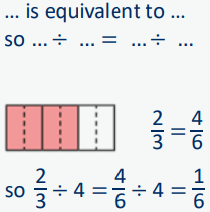 ... is equivalent to ...
so ... ÷ ... = ... ÷ ...
2/3 = 4/6
so 2/3 ÷ 4 = 4/6 ÷ 4 = 1/6